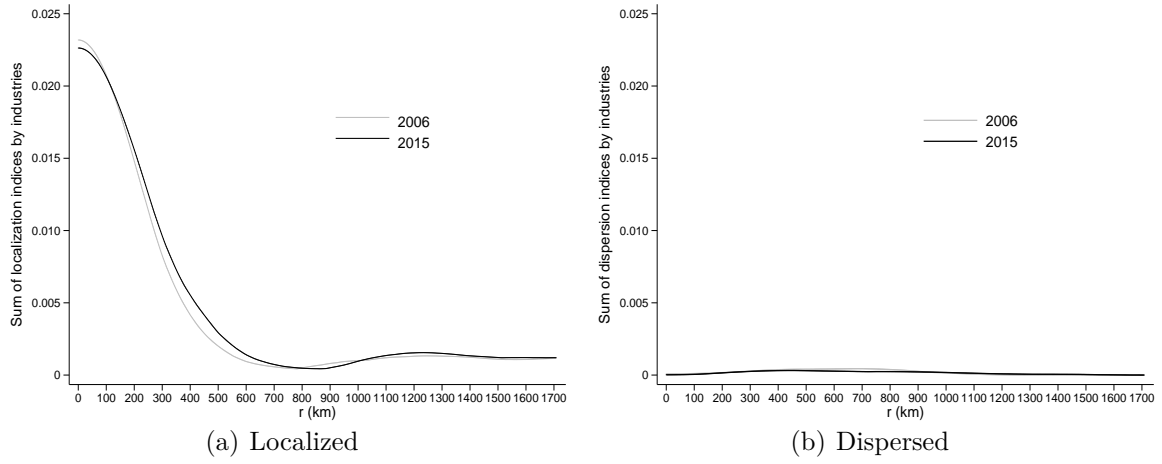 Sum of localization indices by industries
0.025
0.020
0.015
0.010
0.005
0
2006
2015
0 100 200 300 400 500 600 700 800 900 1000 1100 1200 1300 1400 1500 1600 1700
r (km)
(a) Localized
Sum of dispersion indices by industries
0.025
0.020
0.015
0.010
0.005
0
2006
2015
0 100 200 300 400 500 600 700 800 900 1000 1100 1200 1300 1400 1500 1600 1700
r (km)
(b) Dispersed